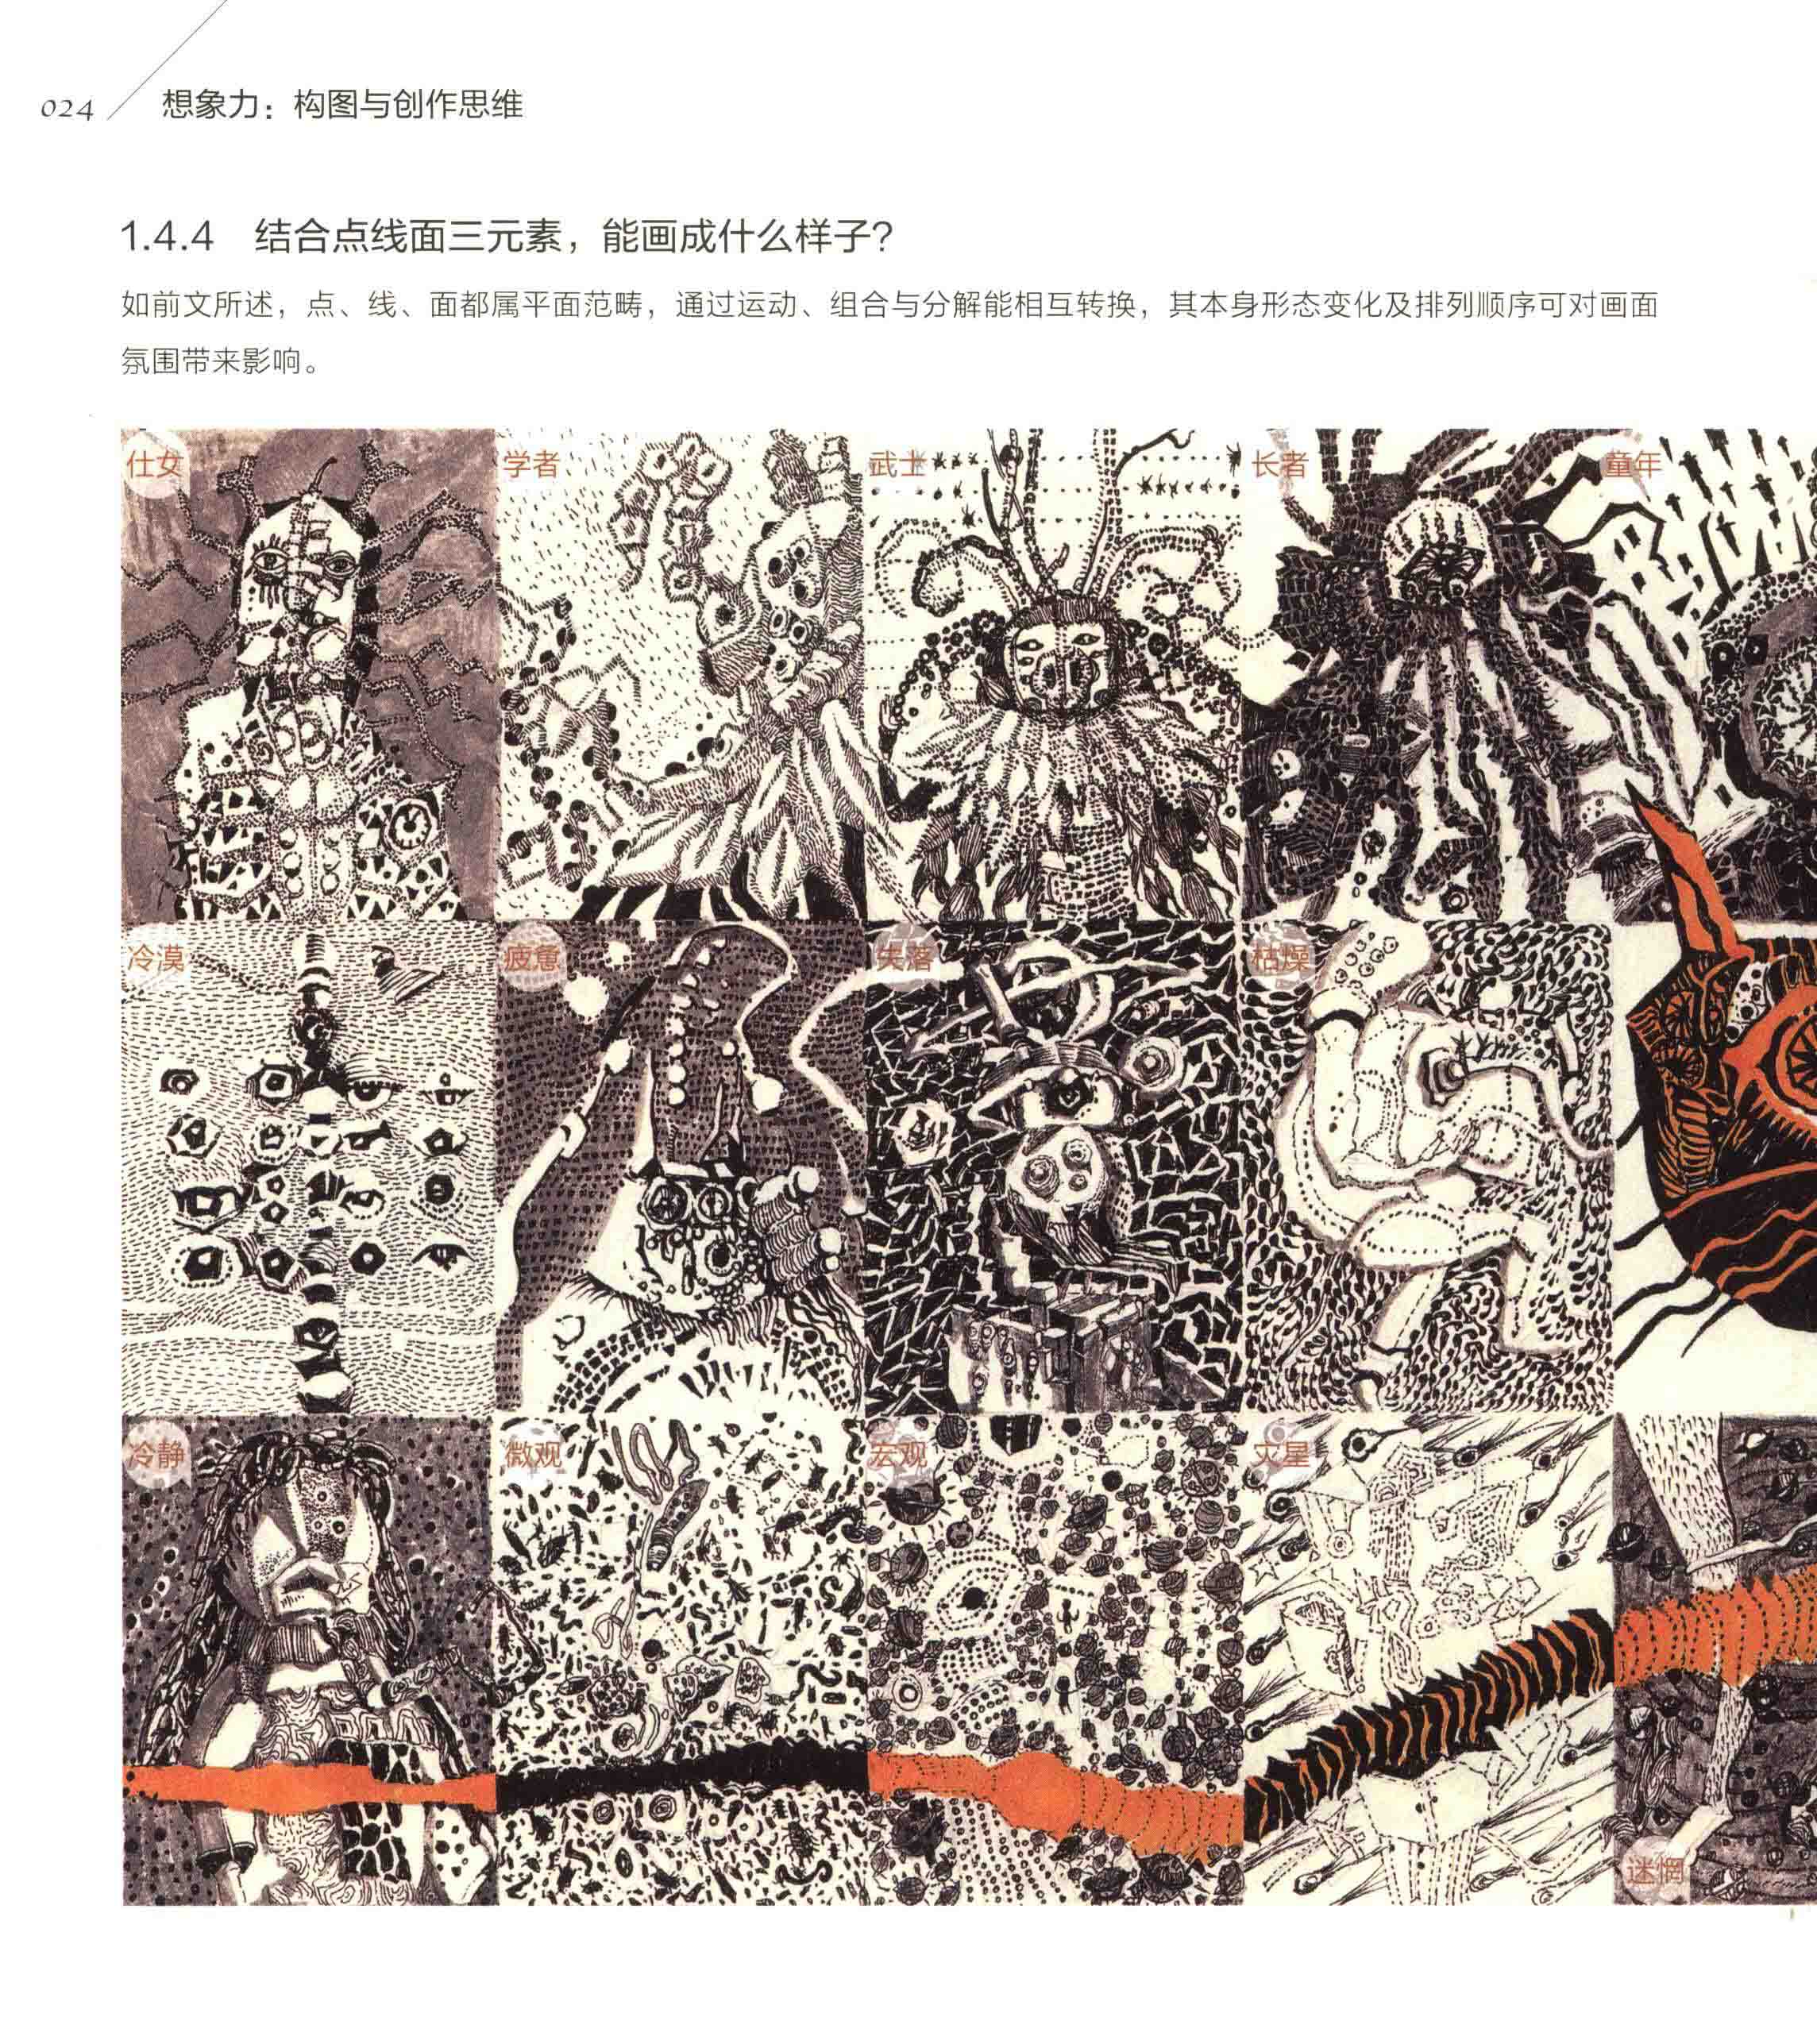 024
想象力：构图与创作思维
1.4.4 结合点线面三元素，能画成什么样子？
如前文所述，点、线、面都属平面范畴，通过运动、组合与分解能相互转换，其本身形态变化及排列顺序可对画面
氛围带来影响。
仕女
学者
武士
长者
童年
冷漠
疲惫
失落
枯燥
冷静
微观
宏观
火星
迷惘